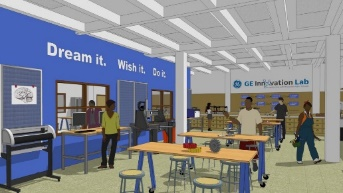 Dream it. Wish it. Do it.
GE Innovation Lab